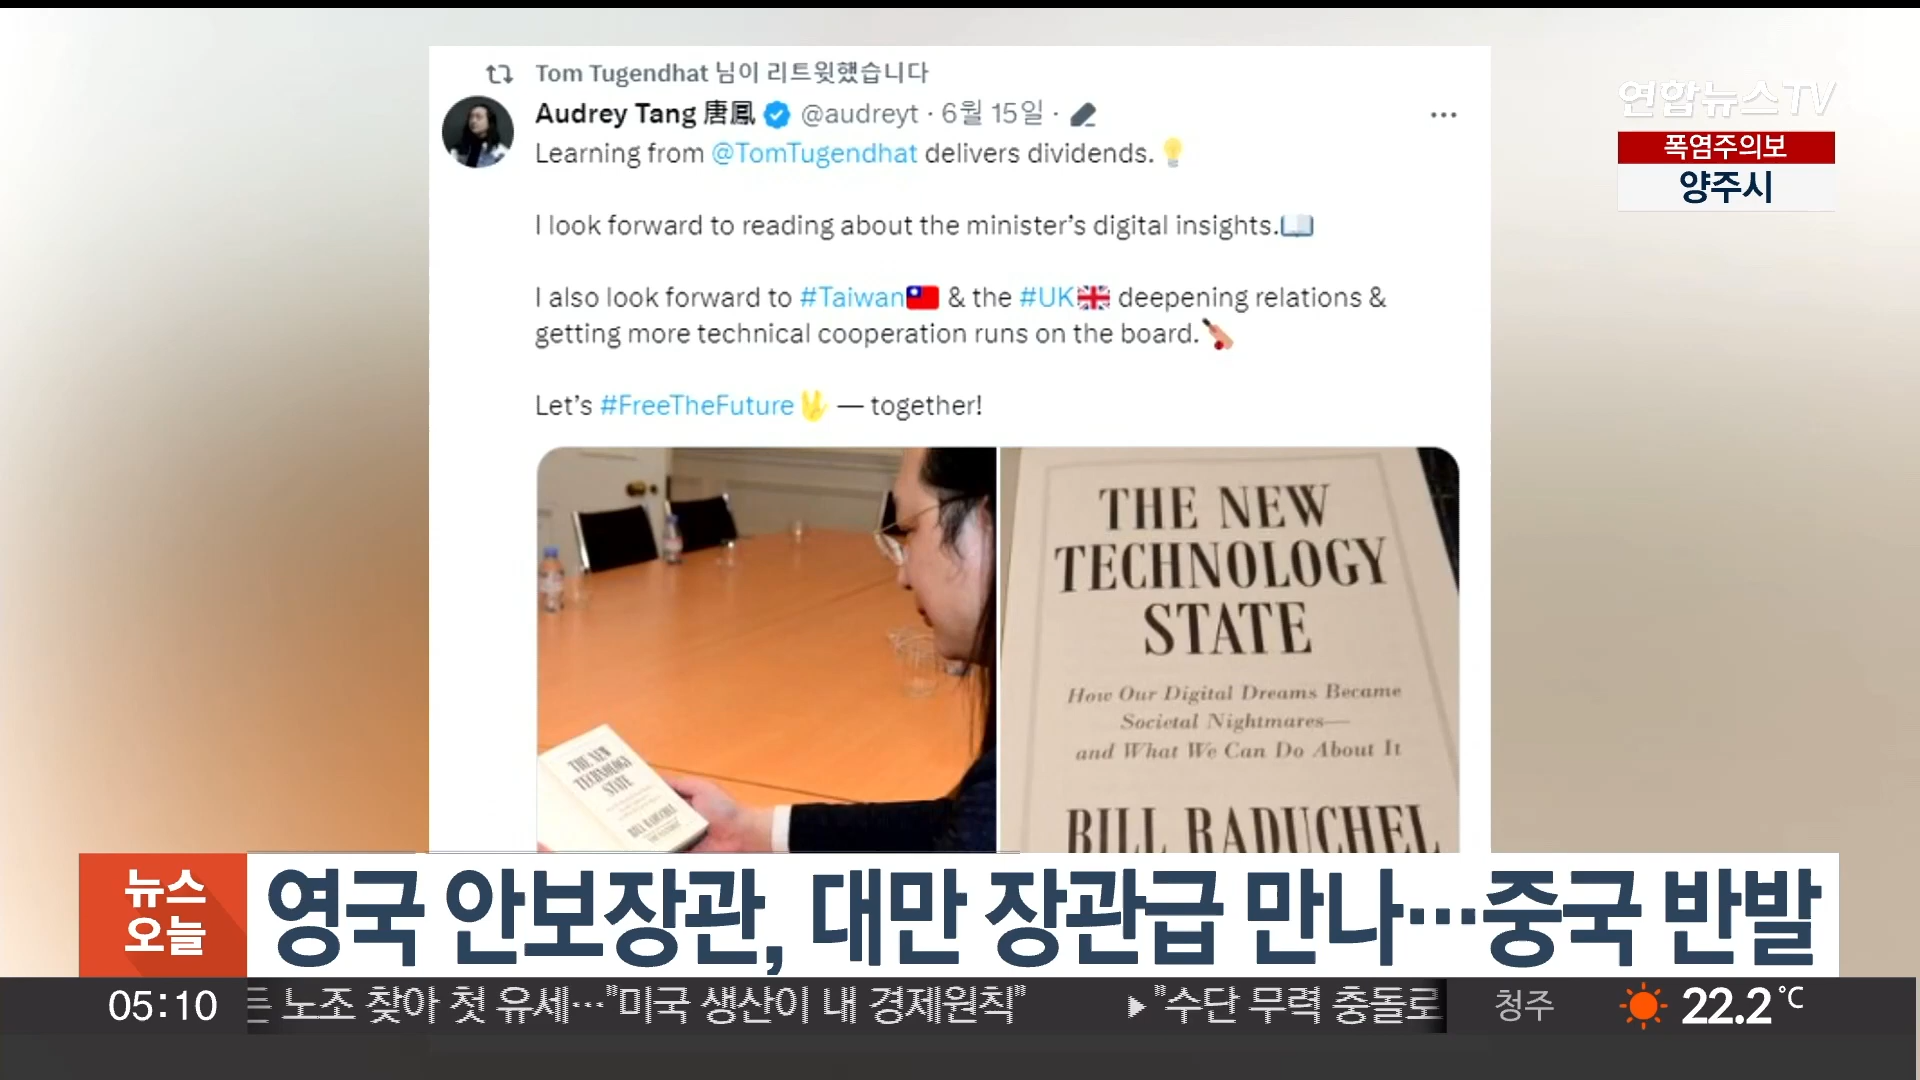 Tom Tugendhat 님이 리트윗했습니다
Audrey Tang 唐鳳 @audreyt · 6월 15일 ·
Learning from @TomTugendhat delivers dividends.
I look forward to reading about the minister’s digital insights.
I also look forward to #Taiwan & the #UK deepening relations &
getting more technical cooperation runs on the board.
Let’s #FreeTheFuture — together!
THE NEW
TECHNOLOGY
STATE
How Our Digital Dreams Became
Societal Nightmares—
and What We Can Do About It
BILL RADUCHEL
THE NEW
TECHNOLOGY
STATE
BILL RADUCHEL
연합뉴스TV
폭염주의보
양주시
뉴스
오늘
영국 안보장관, 대만 장관급 만나…중국 반발
05:10
노조 찾아 첫 유세…"미국 생산이 내 경제원칙" ▶"수단 무력 충돌로
청주 22.2℃